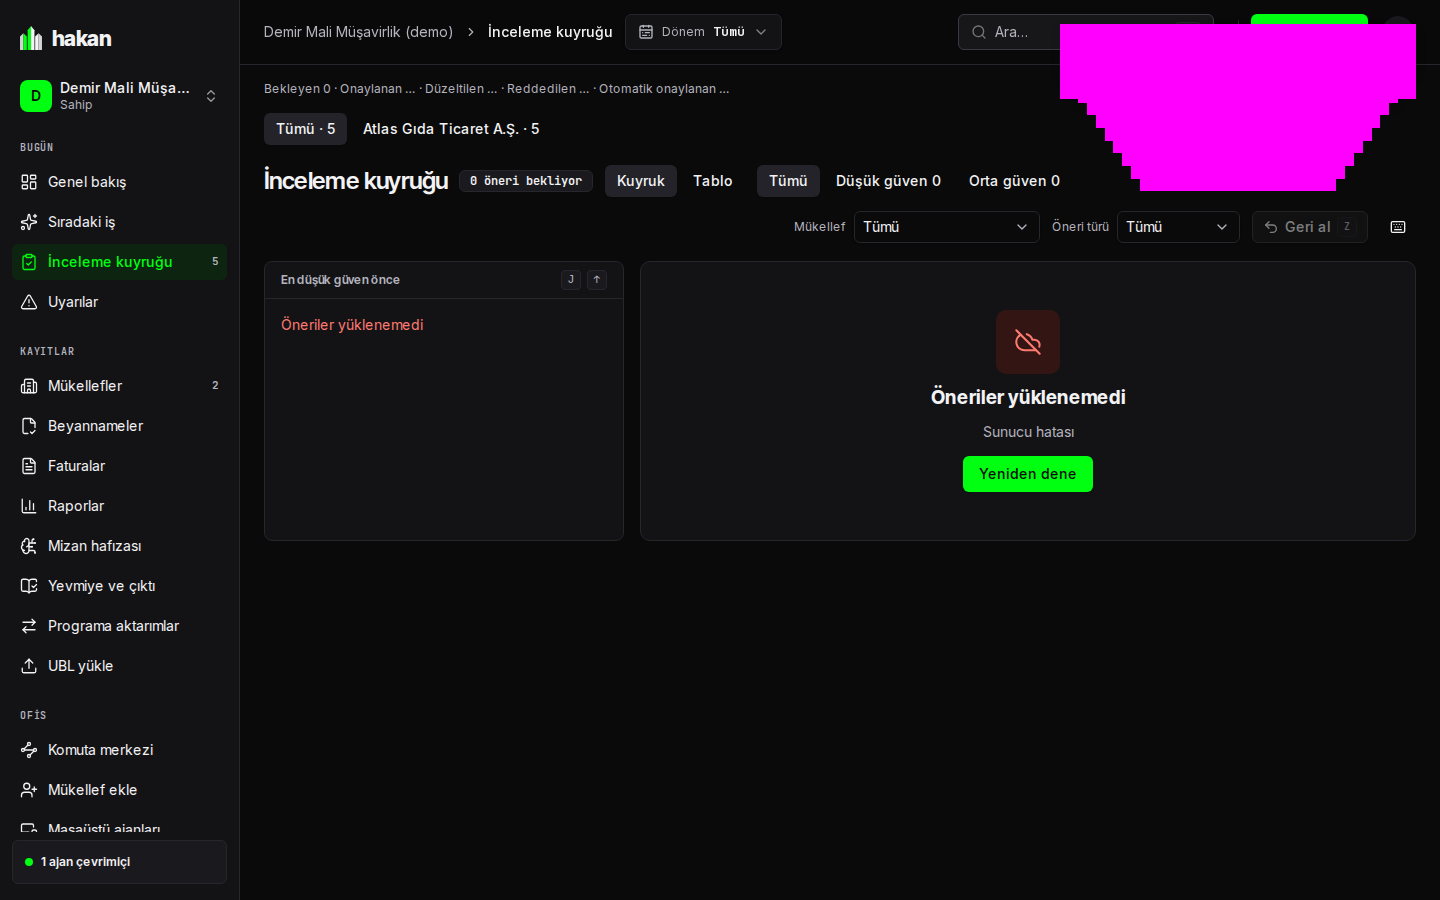 hakan
Demir Mali Müşavirlik (demo) > İnceleme kuyruğu
Dönem Tümü
Ara...
D
Demir Mali Müşa...
Sahip
BUGÜN
Genel bakış
Sıradaki iş
İnceleme kuyruğu 5
Uyarılar
KAYITLAR
Mükellefler 2
Beyannameler
Faturalar
Raporlar
Mizan hafızası
Yevmiye ve çıktı
Programa aktarımlar
UBL yükle
OFİS
Komuta merkezi
Mükellef ekle
Masaüstü ajanları
1 ajan çevrimiçi
Bekleyen 0 · Onaylanan ... · Düzeltilen ... · Reddedilen ... · Otomatik onaylanan ...
Tümü · 5 Atlas Gıda Ticaret A.Ş. · 5
İnceleme kuyruğu 0 öneri bekliyor Kuyruk Tablo Tümü Düşük güven 0 Orta güven 0
Mükellef Tümü Öneri türü Tümü Geri al Z
En düşük güven önce J ↑
Öneriler yüklenemedi
Öneriler yüklenemedi
Sunucu hatası
Yeniden dene